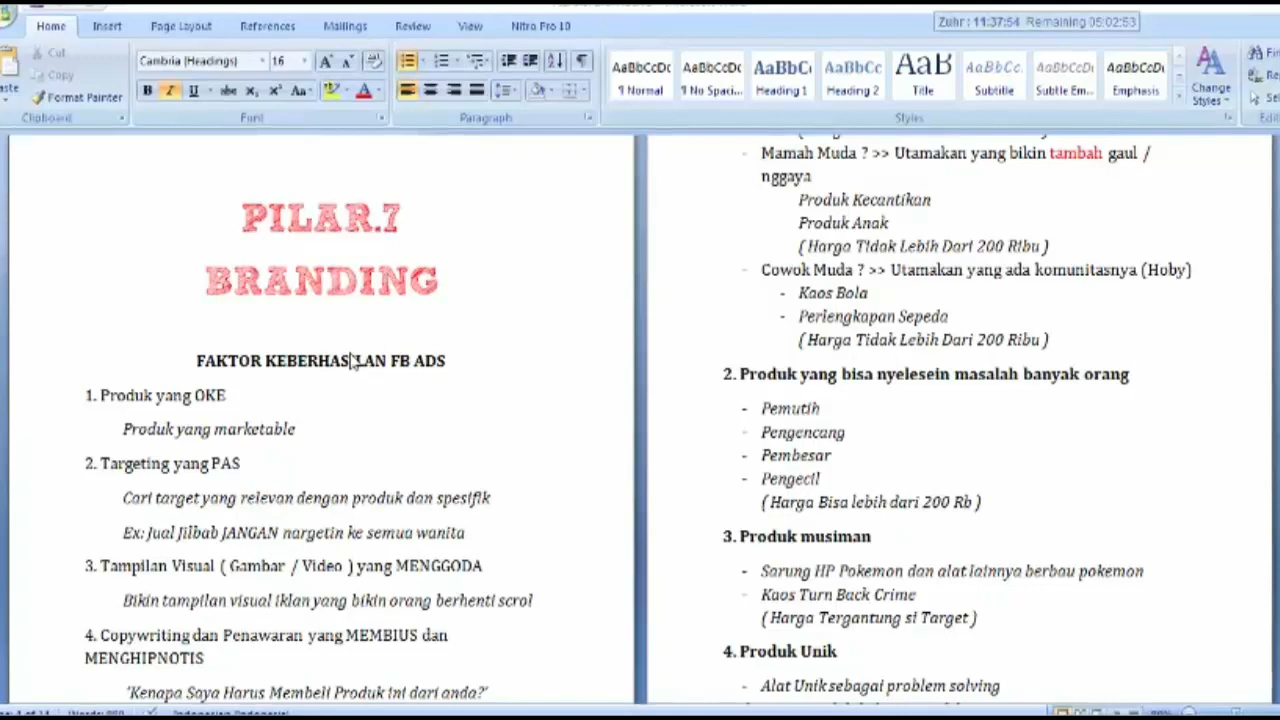 Home Insert Page Layout References Mailings Review View Nitro Pro 10
Zuhr : 11:37:54 Remaining 05:02:53
Cut
Copy
Format Painter
Clipboard
Cambria (Headings) 16
Font
Paragraph
AaBbCcDc AaBbCcDc AaBbC AaBbCc AaB AaBbCc. AaBbCcDc AaBbCcDc
¶ Normal ¶ No Spaci... Heading 1 Heading 2 Title Subtitle Subtle Em... Emphasis
Change Styles
Styles
PILAR.7
BRANDING
FAKTOR KEBERHASILAN FB ADS
1. Produk yang OKE
Produk yang marketable
2. Targeting yang PAS
Cari target yang relevan dengan produk dan spesifik
Ex: Jual Jilbab JANGAN nargetin ke semua wanita
3. Tampilan Visual ( Gambar / Video ) yang MENGGODA
Bikin tampilan visual iklan yang bikin orang berhenti scrol
4. Copywriting dan Penawaran yang MEMBIUS dan
MENGHIPNOTIS
'Kenapa Saya Harus Membeli Produk ini dari anda?'
- Mamah Muda ? >> Utamakan yang bikin tambah gaul /
nggaya
Produk Kecantikan
Produk Anak
( Harga Tidak Lebih Dari 200 Ribu )
- Cowok Muda ? >> Utamakan yang ada komunitasnya (Hoby)
- Kaos Bola
- Perlengkapan Sepeda
( Harga Tidak Lebih Dari 200 Ribu )
2. Produk yang bisa nyelesein masalah banyak orang
- Pemutih
- Pengencang
- Pembesar
- Pengecil
( Harga Bisa lebih dari 200 Rb )
3. Produk musiman
- Sarung HP Pokemon dan alat lainnya berbau pokemon
- Kaos Turn Back Crime
( Harga Tergantung si Target )
4. Produk Unik
- Alat Unik sebagai problem solving